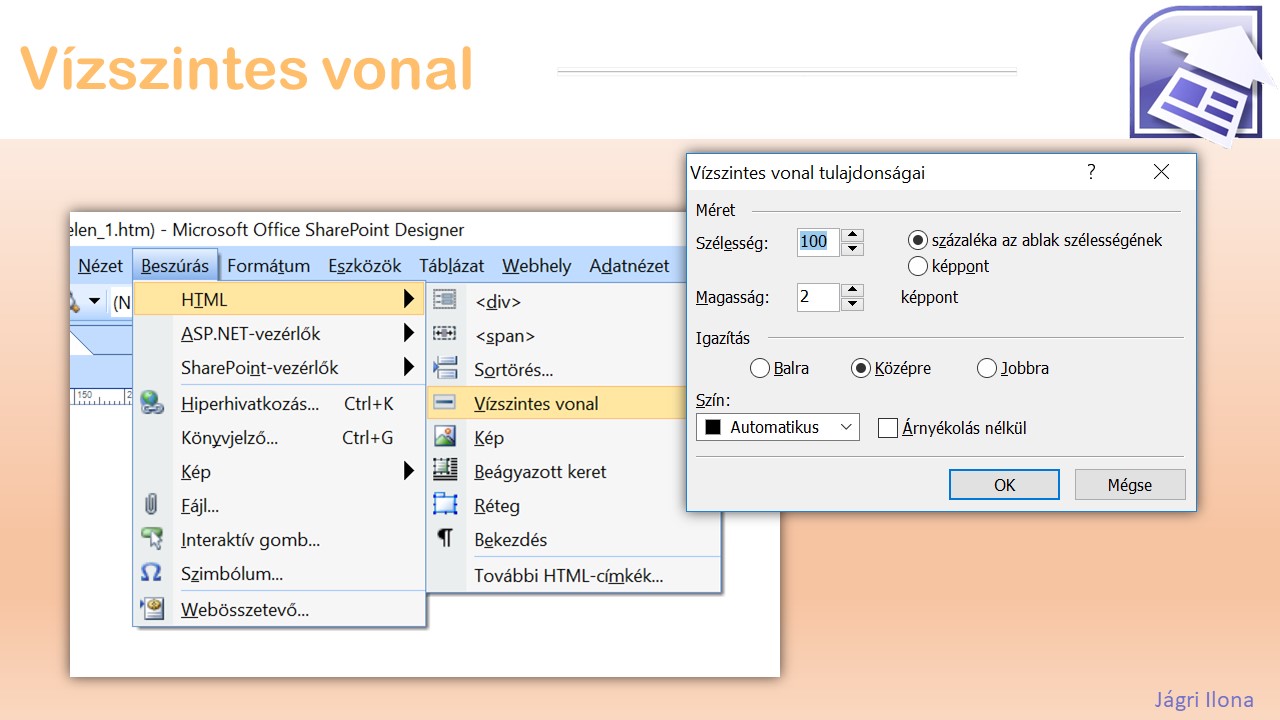 Vízszintes vonal
elen_1.htm) - Microsoft Office SharePoint Designer
Nézet Beszúrás Formátum Eszközök Táblázat Webhely Adatnézet
(N
150 2
HTML
ASP.NET-vezérlők
SharePoint-vezérlők
Hiperhivatkozás... Ctrl+K
Könyvjelző... Ctrl+G
Kép
Fájl...
Interaktív gomb...
Szimbólum...
Webösszetevő...
<div>
<span>
Sortörés...
Vízszintes vonal
Kép
Beágyazott keret
Réteg
Bekezdés
További HTML-címkék...
Vízszintes vonal tulajdonságai ?
Méret
Szélesség: 100 százaléka az ablak szélességének
képpont
Magasság: 2 képpont
Igazítás
Balra Középre Jobbra
Szín:
Automatikus Árnyékolás nélkül
OK Mégse
Jágri Ilona